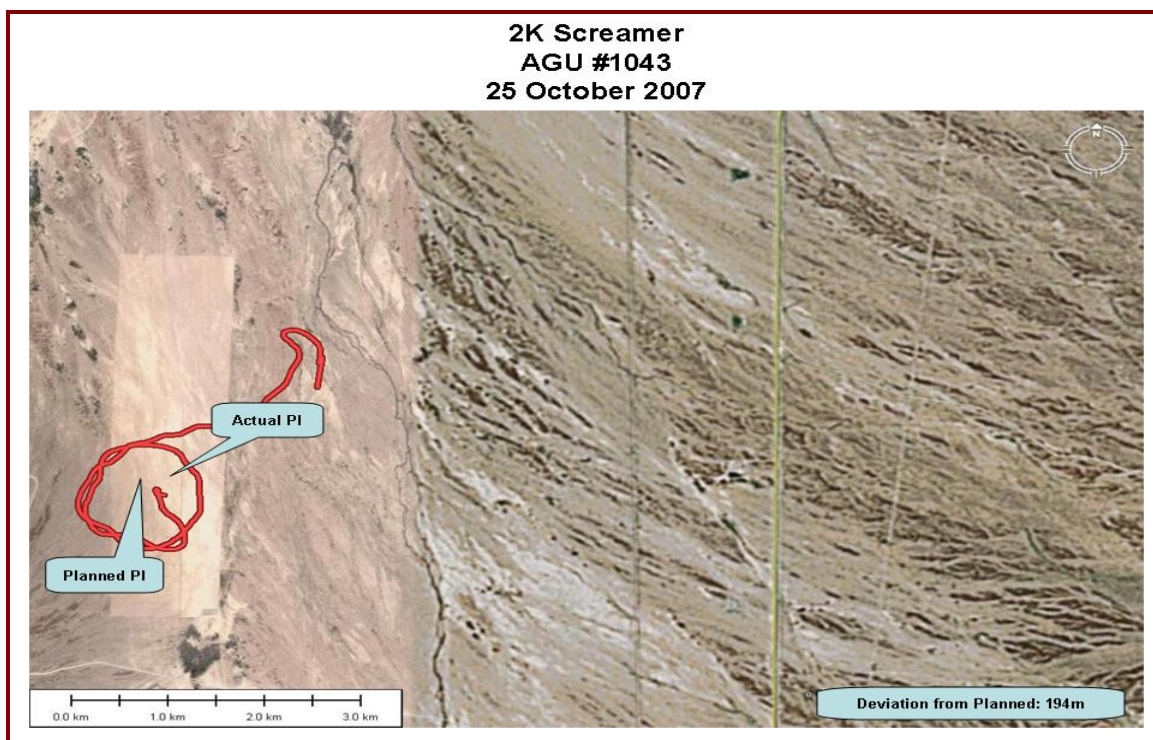 2K Screamer
AGU #1043
25 October 2007
N
Actual PI
Planned PI
0.0 km 1.0 km 2.0 km 3.0 km
Deviation from Planned: 194m